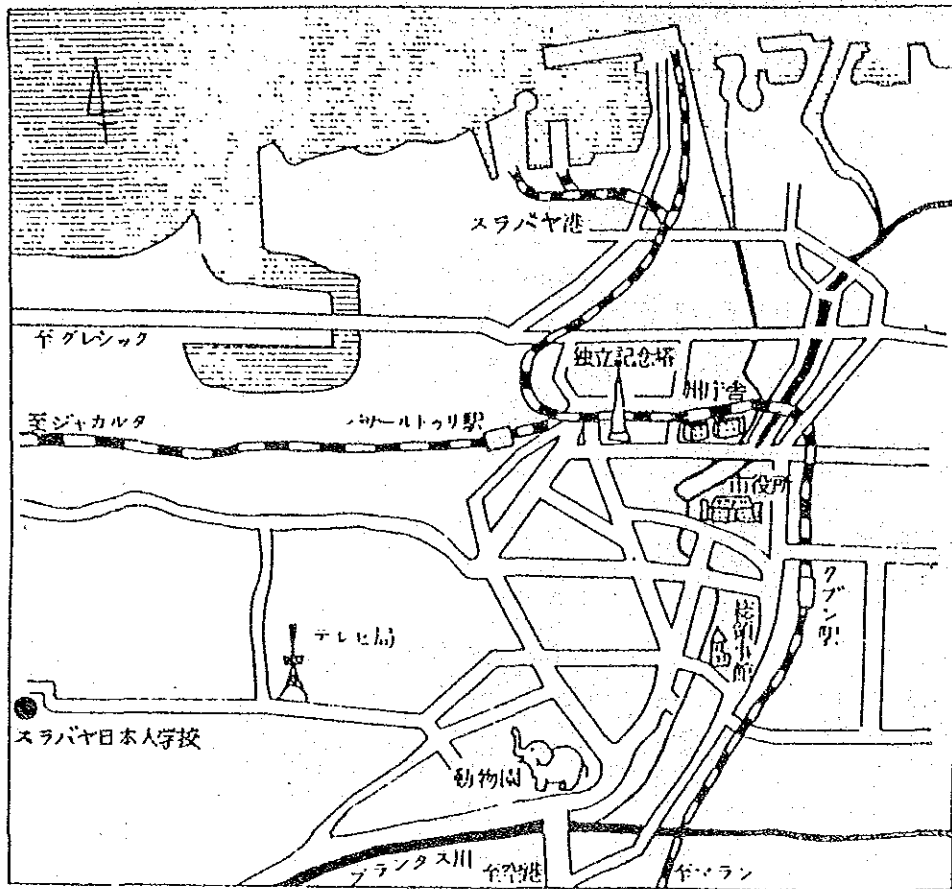 スラバヤ港
至グレシック
独立記念塔
州庁舎
至ジャカルタ
パサールトゥリ駅
市役所
グブン駅
総領事館
テレビ局
スラバヤ日本人学校
動物園
ブランタス川
至空港
至マラン